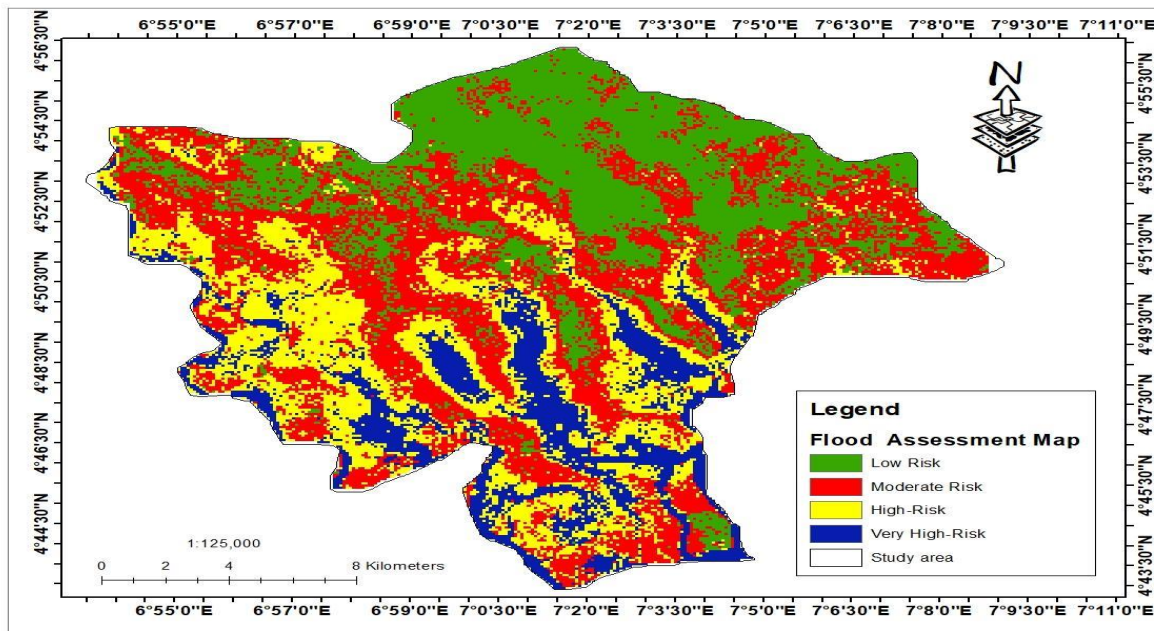 6°55'0"E 6°57'0"E 6°59'0"E 7°0'30"E 7°2'0"E 7°3'30"E 7°5'0"E 7°6'30"E 7°8'0"E 7°9'30"E 7°11'0"E
4°56'30"N
4°54'30"N
4°52'30"N
4°50'30"N
4°48'30"N
4°46'30"N
4°44'30"N
N
4°55'30"N
4°53'30"N
4°51'30"N
4°49'30"N
4°47'30"N
4°45'30"N
4°43'30"N
Legend
Flood Assessment Map
Low Risk
Moderate Risk
High-Risk
Very High-Risk
Study area
1:125,000
0 2 4 6 8 Kilometers
6°55'0"E 6°57'0"E 6°59'0"E 7°0'30"E 7°2'0"E 7°3'30"E 7°5'0"E 7°6'30"E 7°8'0"E 7°9'30"E 7°11'0"E